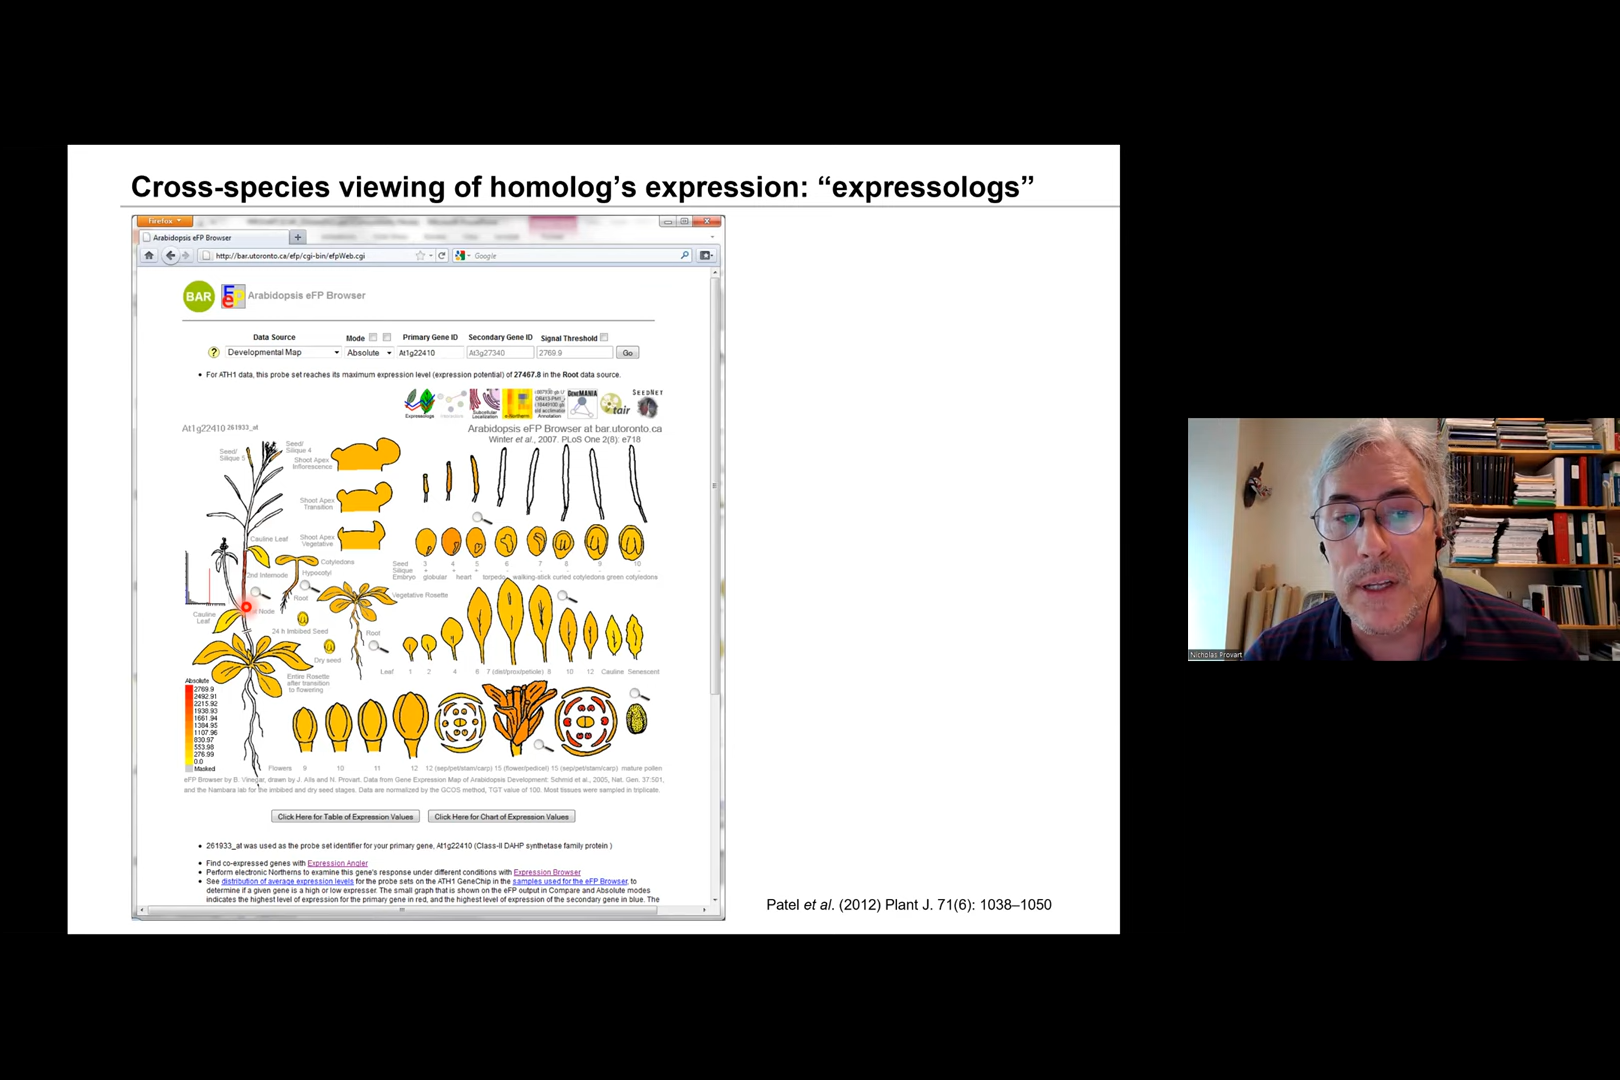 Cross-species viewing of homolog's expression: “expressologs”
Firefox
Arabidopsis eFP Browser
http://bar.utoronto.ca/efp/cgi-bin/efpWeb.cgi
Google
BAR
Arabidopsis eFP Browser
Data Source Mode Primary Gene ID Secondary Gene ID Signal Threshold
Developmental Map Absolute At1g22410 At3g27340 2769.9 Go
For ATH1 data, this probe set reaches its maximum expression level (expression potential) of 27467.8 in the Root data source.
Expressologs Subcellular Localization e-Northern Annotation GeneMANIA tair SeedNet
At1g22410 261933_at
Arabidopsis eFP Browser at bar.utoronto.ca
Winter et al., 2007. PLoS One 2(8): e718
Seed/ Silique 5
Seed/ Silique 4
Shoot Apex Inflorescence
Shoot Apex Transition
Shoot Apex Vegetative
Cauline Leaf
Cotyledons
Hypocotyl
2nd Internode
Root
Node
Cauline Leaf
24 h Imbibed Seed
Dry seed
Entire Rosette after transition to flowering
Vegetative Rosette
Root
Seed 3 4 5 6 7 8 9 10
Silique
Embryo globular heart torpedo walking-stick curled cotyledons green cotyledons
Leaf 1 2 4 6 7 (dist/prox/petiole) 8 10 12 Cauline Senescent
Absolute
2769.9
2492.91
2215.92
1938.93
1661.94
1384.95
1107.96
830.97
553.98
276.99
0.0
Masked
Flowers 9 10 11 12 12 (sep/pet/stam/carp) 15 (flower/pedicel) 15 (sep/pet/stam/carp) mature pollen
eFP Browser by B. Vinegar, drawn by J. Alls and N. Provart. Data from Gene Expression Map of Arabidopsis Development: Schmid et al., 2005, Nat. Gen. 37:501,
and the Nambara lab for the imbibed and dry seed stages. Data are normalized by the GCOS method, TGT value of 100. Most tissues were sampled in triplicate.
Click Here for Table of Expression Values Click Here for Chart of Expression Values
261933_at was used as the probe set identifier for your primary gene, At1g22410 (Class-II DAHP synthetase family protein )
Find co-expressed genes with Expression Angler
Perform electronic Northerns to examine this gene's response under different conditions with Expression Browser
See distribution of average expression levels for the probe sets on the ATH1 GeneChip in the samples used for the eFP Browser, to
determine if a given gene is a high or low expresser. The small graph that is shown on the eFP output in Compare and Absolute modes
indicates the highest level of expression for the primary gene in red, and the highest level of expression of the secondary gene in blue. The
Patel et al. (2012) Plant J. 71(6): 1038–1050
Nicholas Provart